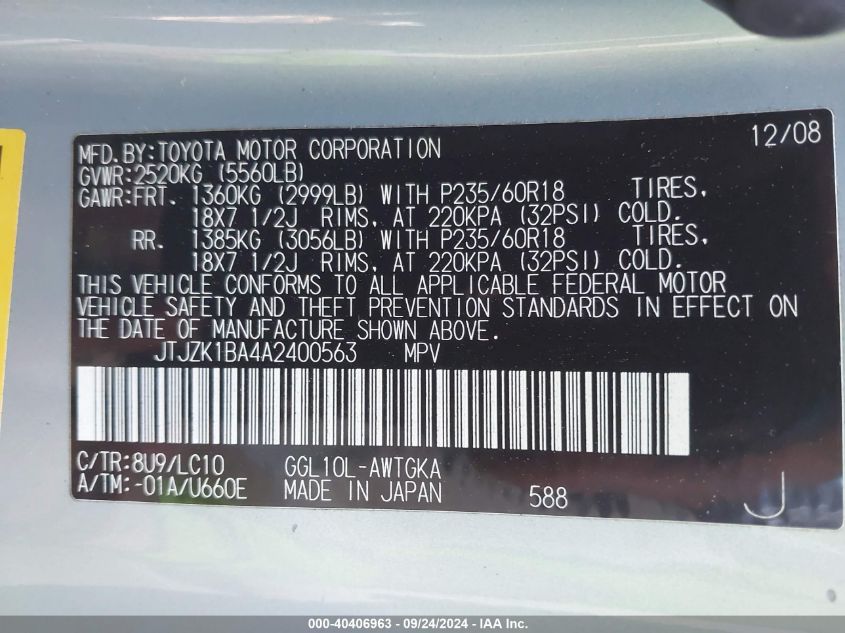 12/08
MFD.BY:TOYOTA MOTOR CORPORATION
GVWR:2520KG (5560LB)
GAWR:FRT. 1360KG (2999LB) WITH P235/60R18 TIRES,
18X7 1/2J RIMS, AT 220KPA (32PSI) COLD.
RR. 1385KG (3056LB) WITH P235/60R18 TIRES,
18X7 1/2J RIMS, AT 220KPA (32PSI) COLD.
THIS VEHICLE CONFORMS TO ALL APPLICABLE FEDERAL MOTOR
VEHICLE SAFETY AND THEFT PREVENTION STANDARDS IN EFFECT ON
THE DATE OF MANUFACTURE SHOWN ABOVE.
JTJZK1BA4A2400563 MPV
C/TR:8U9/LC10 GGL10L-AWTGKA
A/TM:-01A/U660E MADE IN JAPAN 588 J
000-40406963 - 09/24/2024 - IAA Inc.